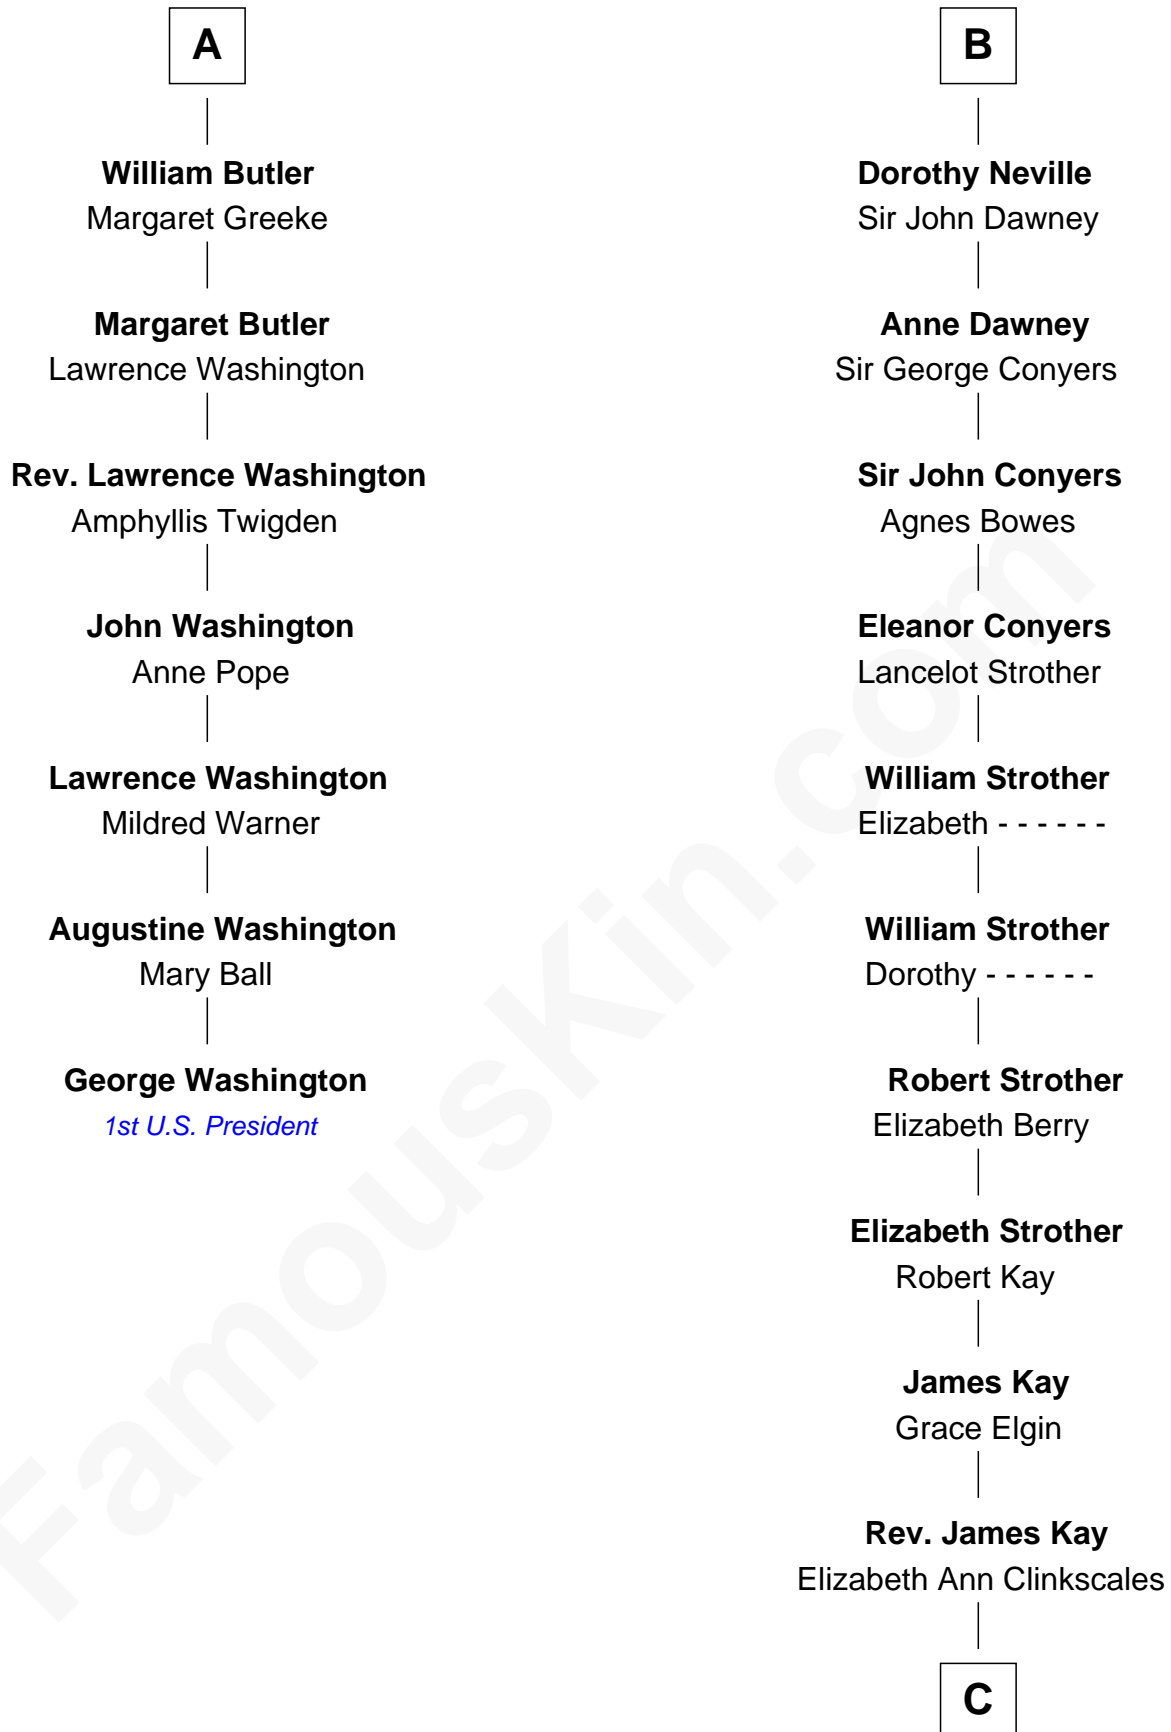 A
William Butler
Margaret Greeke
Margaret Butler
Lawrence Washington
Rev. Lawrence Washington
Amphyllis Twigden
John Washington
Anne Pope
Lawrence Washington
Mildred Warner
Augustine Washington
Mary Ball
George Washington
1st U.S. President
B
Dorothy Neville
Sir John Dawney
Anne Dawney
Sir George Conyers
Sir John Conyers
Agnes Bowes
Eleanor Conyers
Lancelot Strother
William Strother
Elizabeth - - - - - -
William Strother
Dorothy - - - - - -
Robert Strother
Elizabeth Berry
Elizabeth Strother
Robert Kay
James Kay
Grace Elgin
Rev. James Kay
Elizabeth Ann Clinkscales
C
FamousKin.com